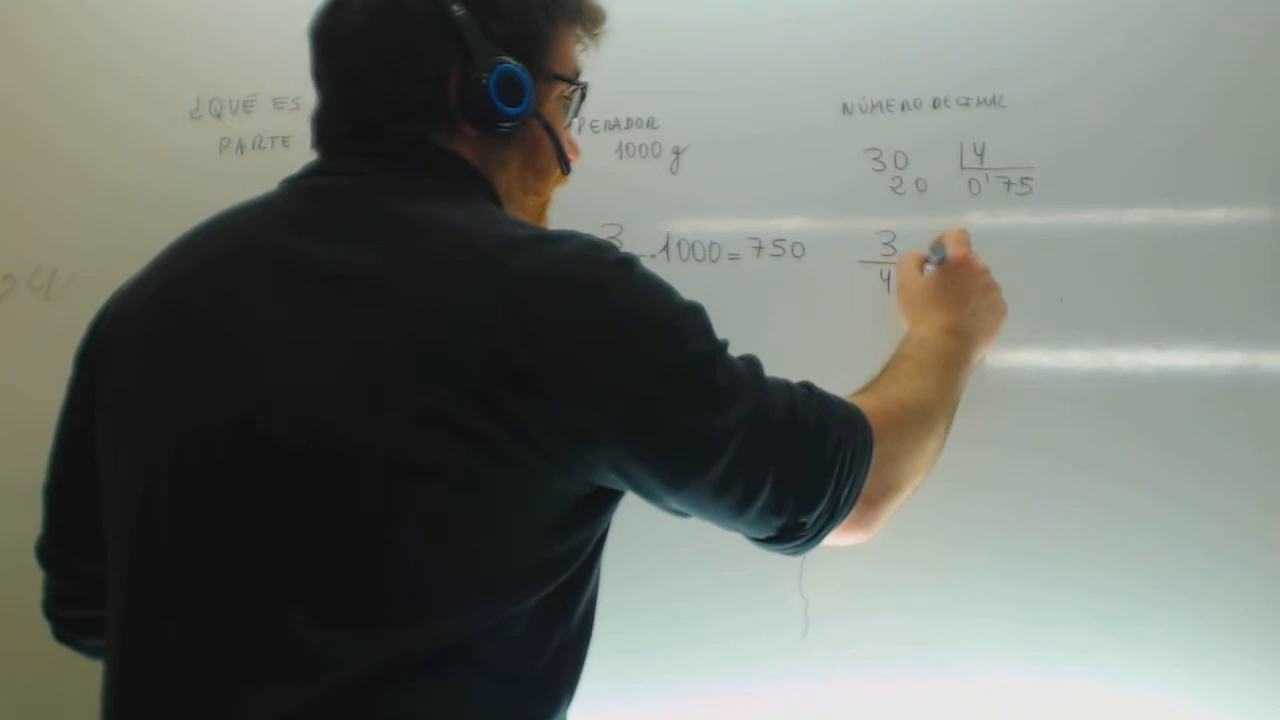 ¿QUÉ ES
PARTE
PERADOR
1000 g
3
.1000=750
NÚMERO DECIMAL
30 4
20 0'75
3
4